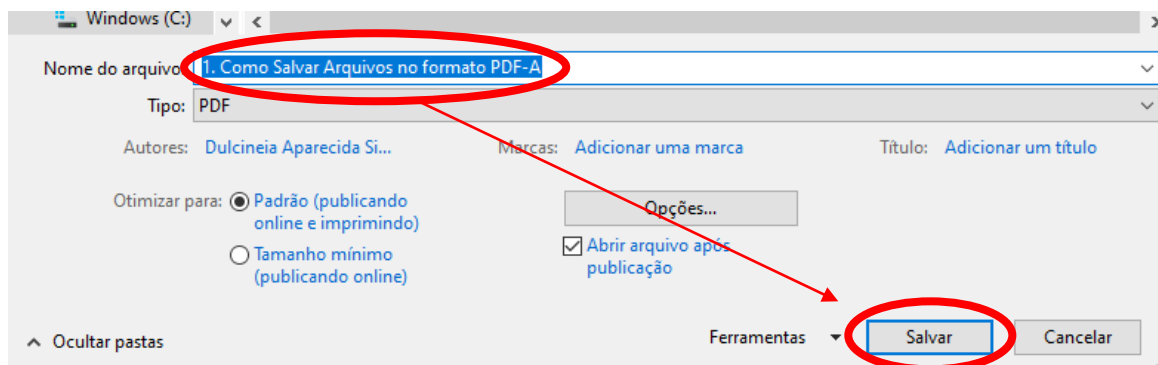 Windows (C:)
Nome do arquivo: 1. Como Salvar Arquivos no formato PDF-A
Tipo: PDF
Autores: Dulcineia Aparecida Si... Marcas: Adicionar uma marca Título: Adicionar um título
Otimizar para: Padrão (publicando
online e imprimindo)
Tamanho mínimo
(publicando online)
Opções...
Abrir arquivo após
publicação
Ocultar pastas Ferramentas Salvar Cancelar